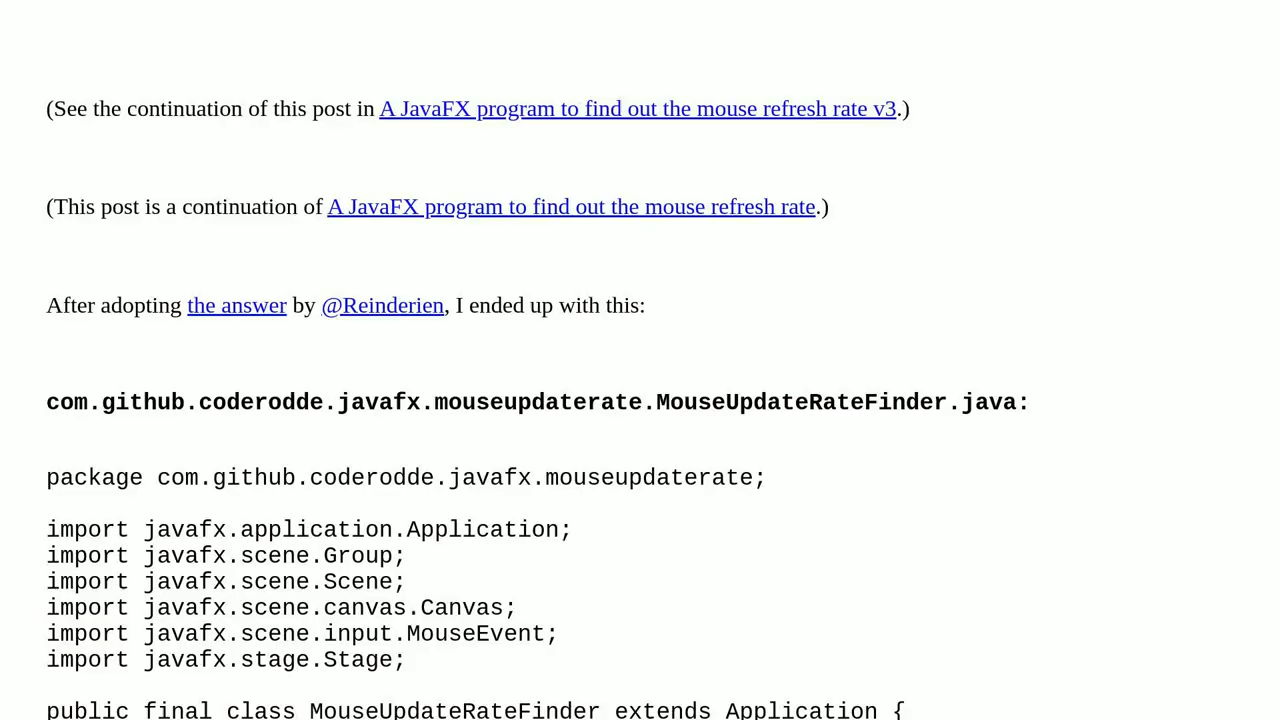 (See the continuation of this post in A JavaFX program to find out the mouse refresh rate v3.)
(This post is a continuation of A JavaFX program to find out the mouse refresh rate.)
After adopting the answer by @Reinderien, I ended up with this:
com.github.coderodde.javafx.mouseupdaterate.MouseUpdateRateFinder.java:
package com.github.coderodde.javafx.mouseupdaterate;
import javafx.application.Application;
import javafx.scene.Group;
import javafx.scene.Scene;
import javafx.scene.canvas.Canvas;
import javafx.scene.input.MouseEvent;
import javafx.stage.Stage;
public final class MouseUpdateRateFinder extends Application {